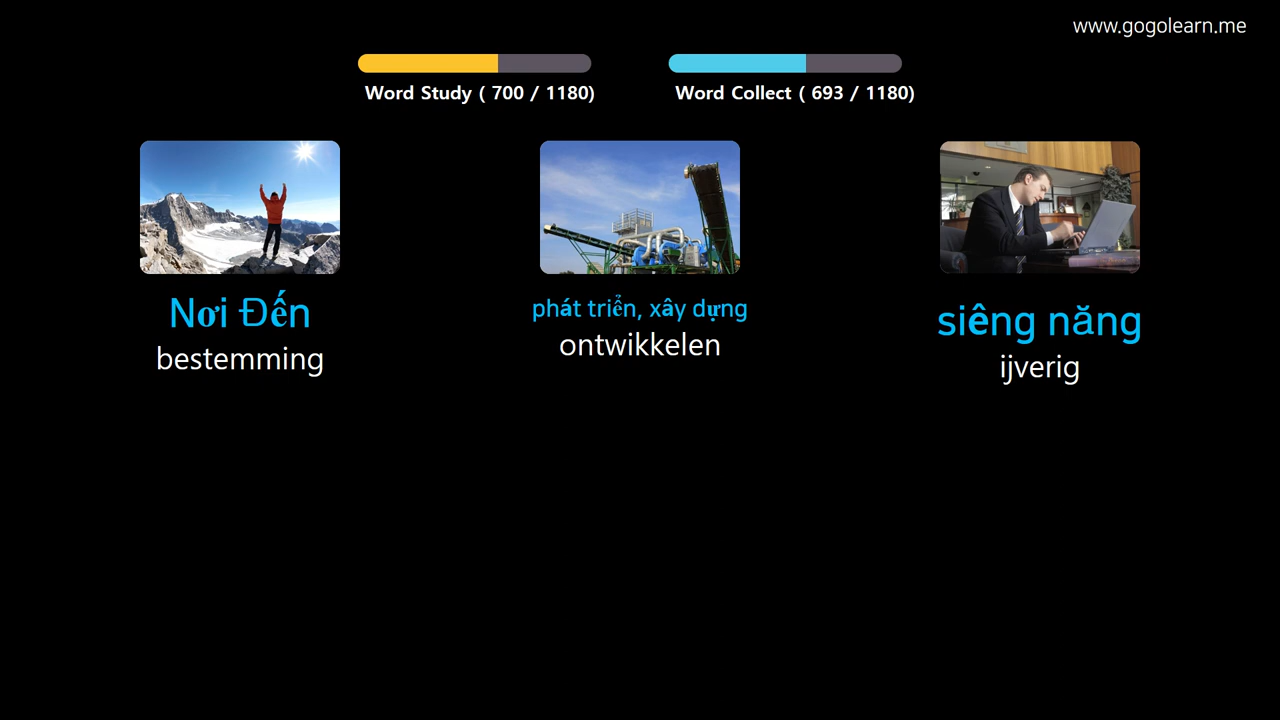 www.gogolearn.me
Word Study ( 700 / 1180)
Word Collect ( 693 / 1180)
Nơi Đến
bestemming
phát triển, xây dựng
ontwikkelen
siêng năng
ijverig